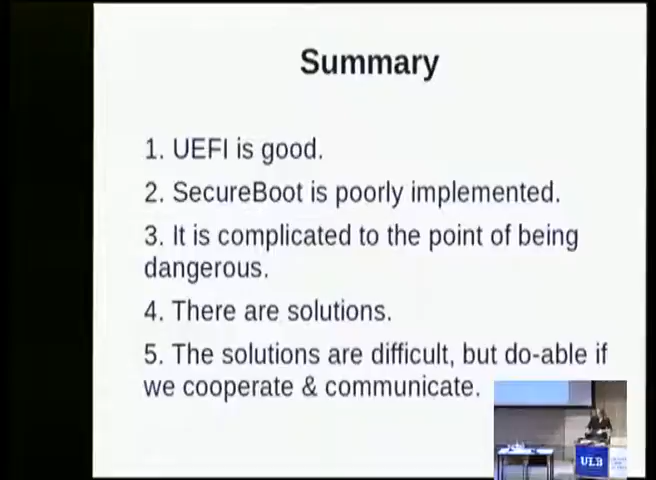 Summary
1. UEFI is good.
2. SecureBoot is poorly implemented.
3. It is complicated to the point of being
dangerous.
4. There are solutions.
5. The solutions are difficult, but do-able if
we cooperate & communicate.
ULB